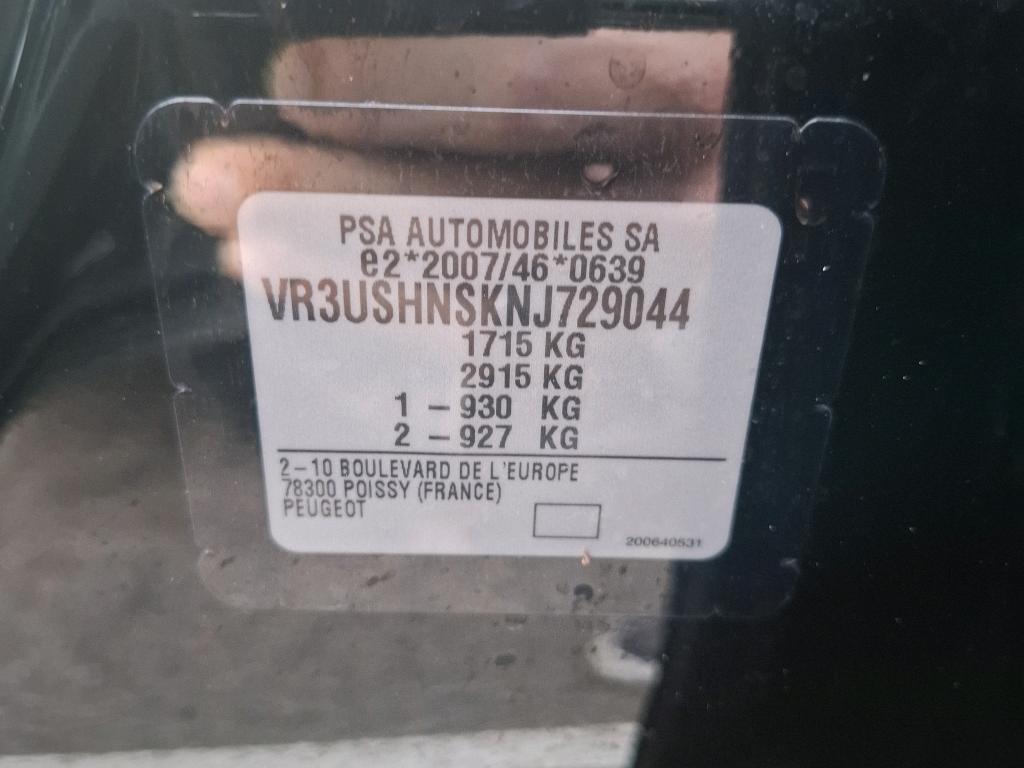 PSA AUTOMOBILES SA
e2*2007/46*0639
VR3USHNSKNJ729044
1715 KG
2915 KG
1 – 930 KG
2 – 927 KG
2–10 BOULEVARD DE L'EUROPE
78300 POISSY (FRANCE)
PEUGEOT
200640531